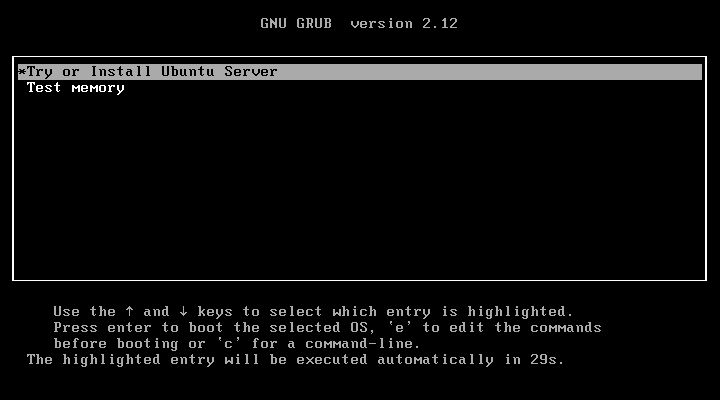 GNU GRUB  version 2.12
*Try or Install Ubuntu Server
Test memory
Use the ↑ and ↓ keys to select which entry is highlighted.
Press enter to boot the selected OS, `e' to edit the commands
before booting or `c' for a command-line.
The highlighted entry will be executed automatically in 29s.